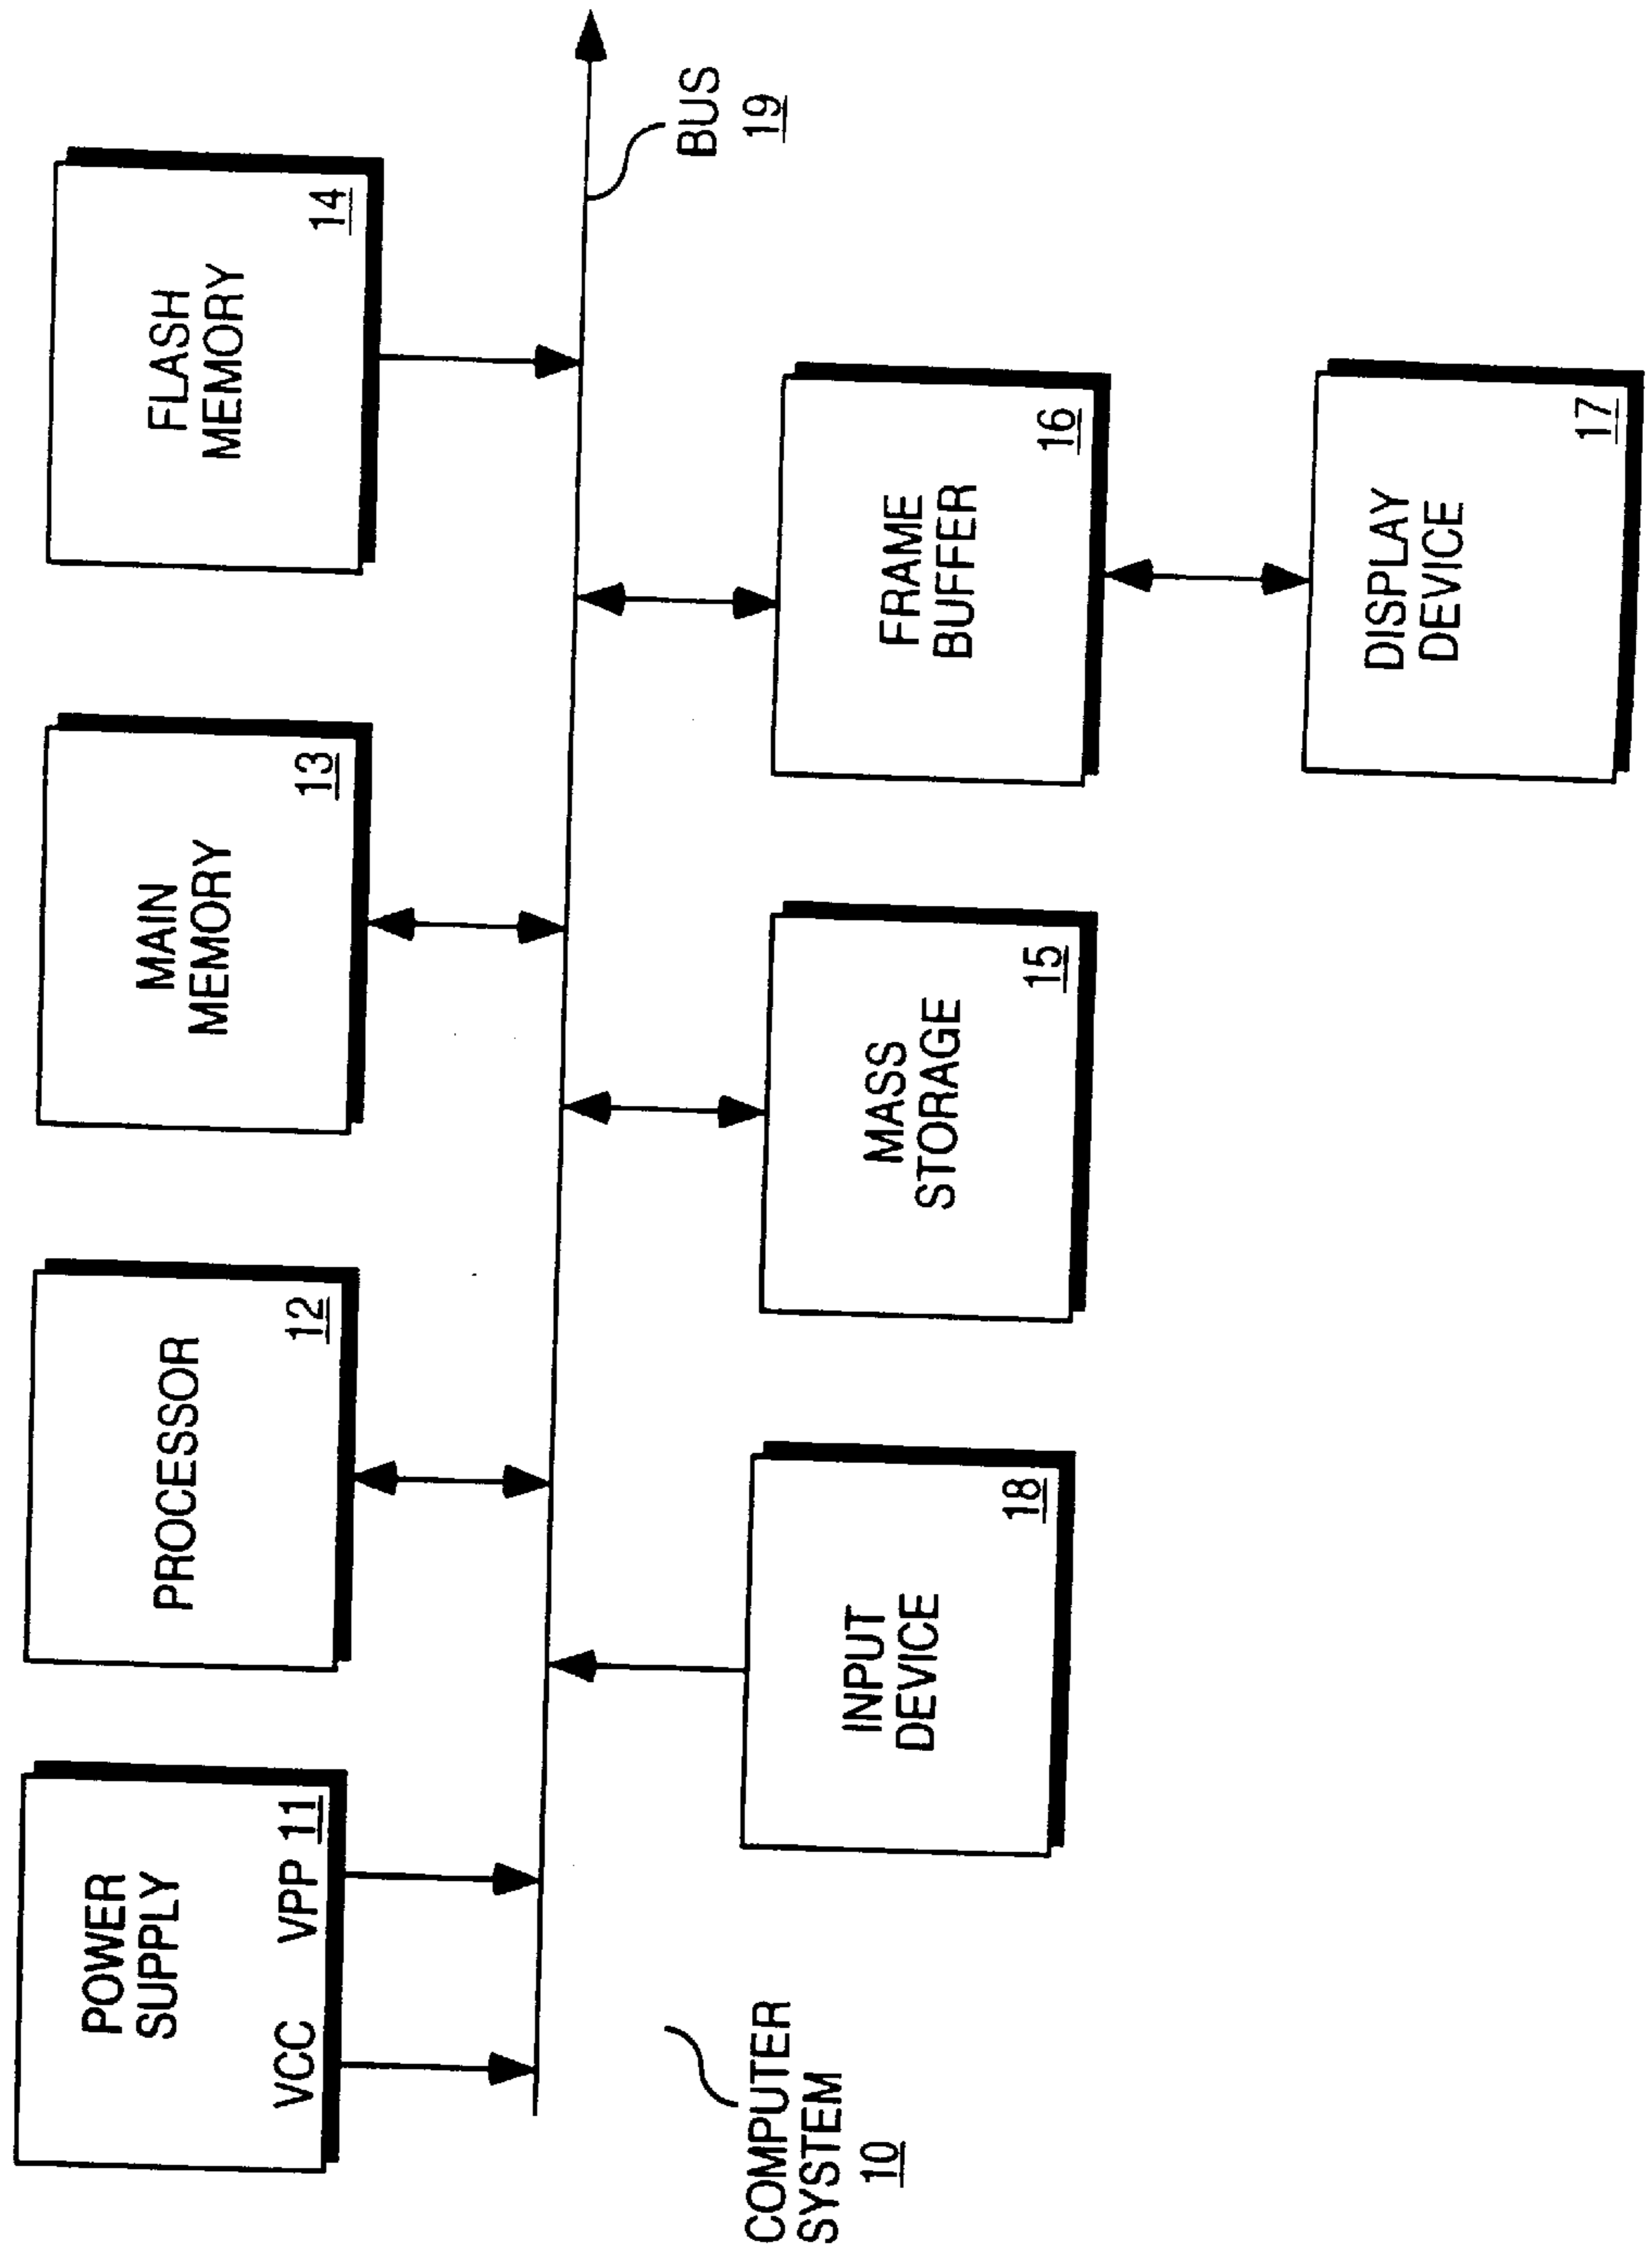 POWER
SUPPLY
VCC VPP 11
PROCESSOR
12
MAIN
MEMORY
13
FLASH
MEMORY
14
BUS
19
COMPUTER
SYSTEM
10
INPUT
DEVICE
18
MASS
STORAGE
15
FRAME
BUFFER
16
DISPLAY
DEVICE
17